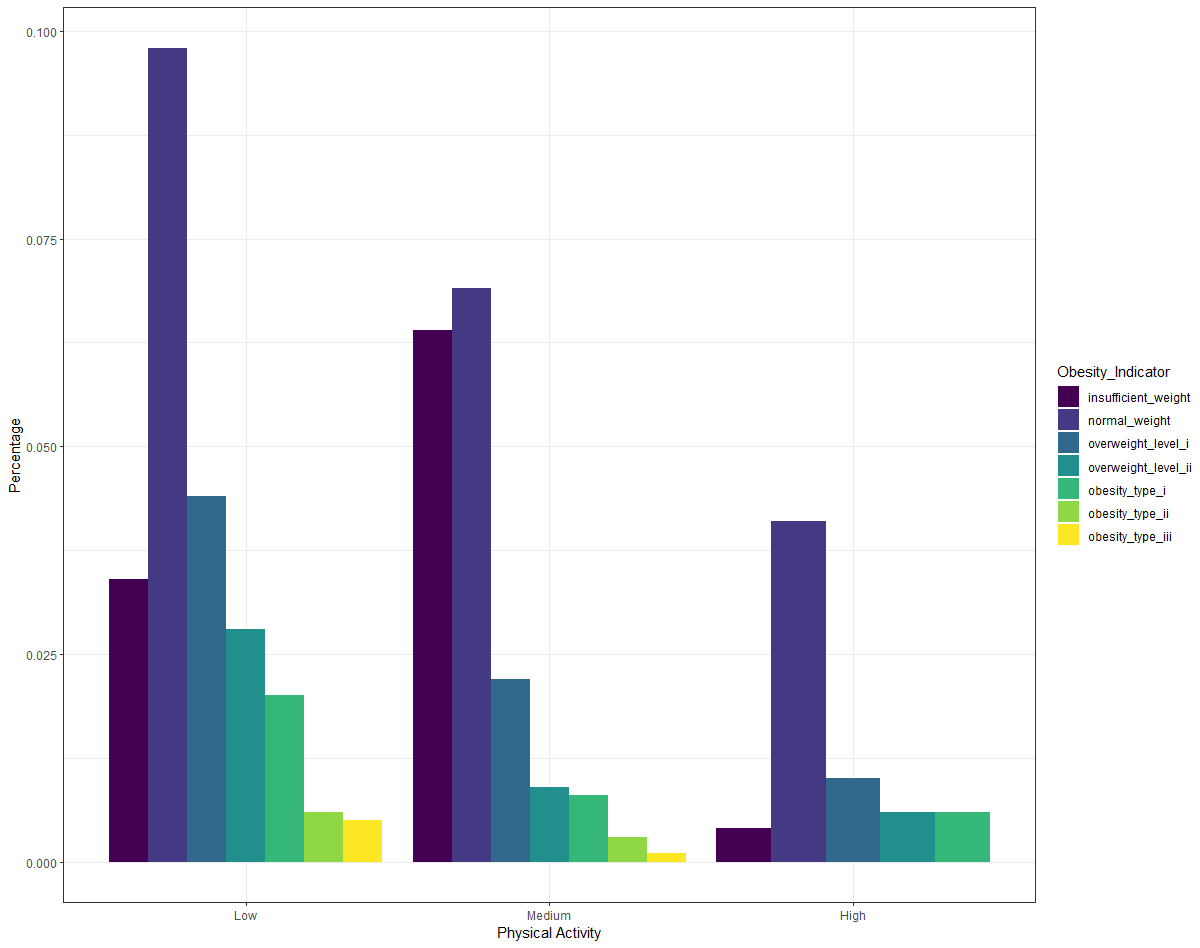 0.100
0.075
0.050
0.025
0.000
Percentage
Low
Medium
High
Physical Activity
Obesity_Indicator
insufficient_weight
normal_weight
overweight_level_i
overweight_level_ii
obesity_type_i
obesity_type_ii
obesity_type_iii